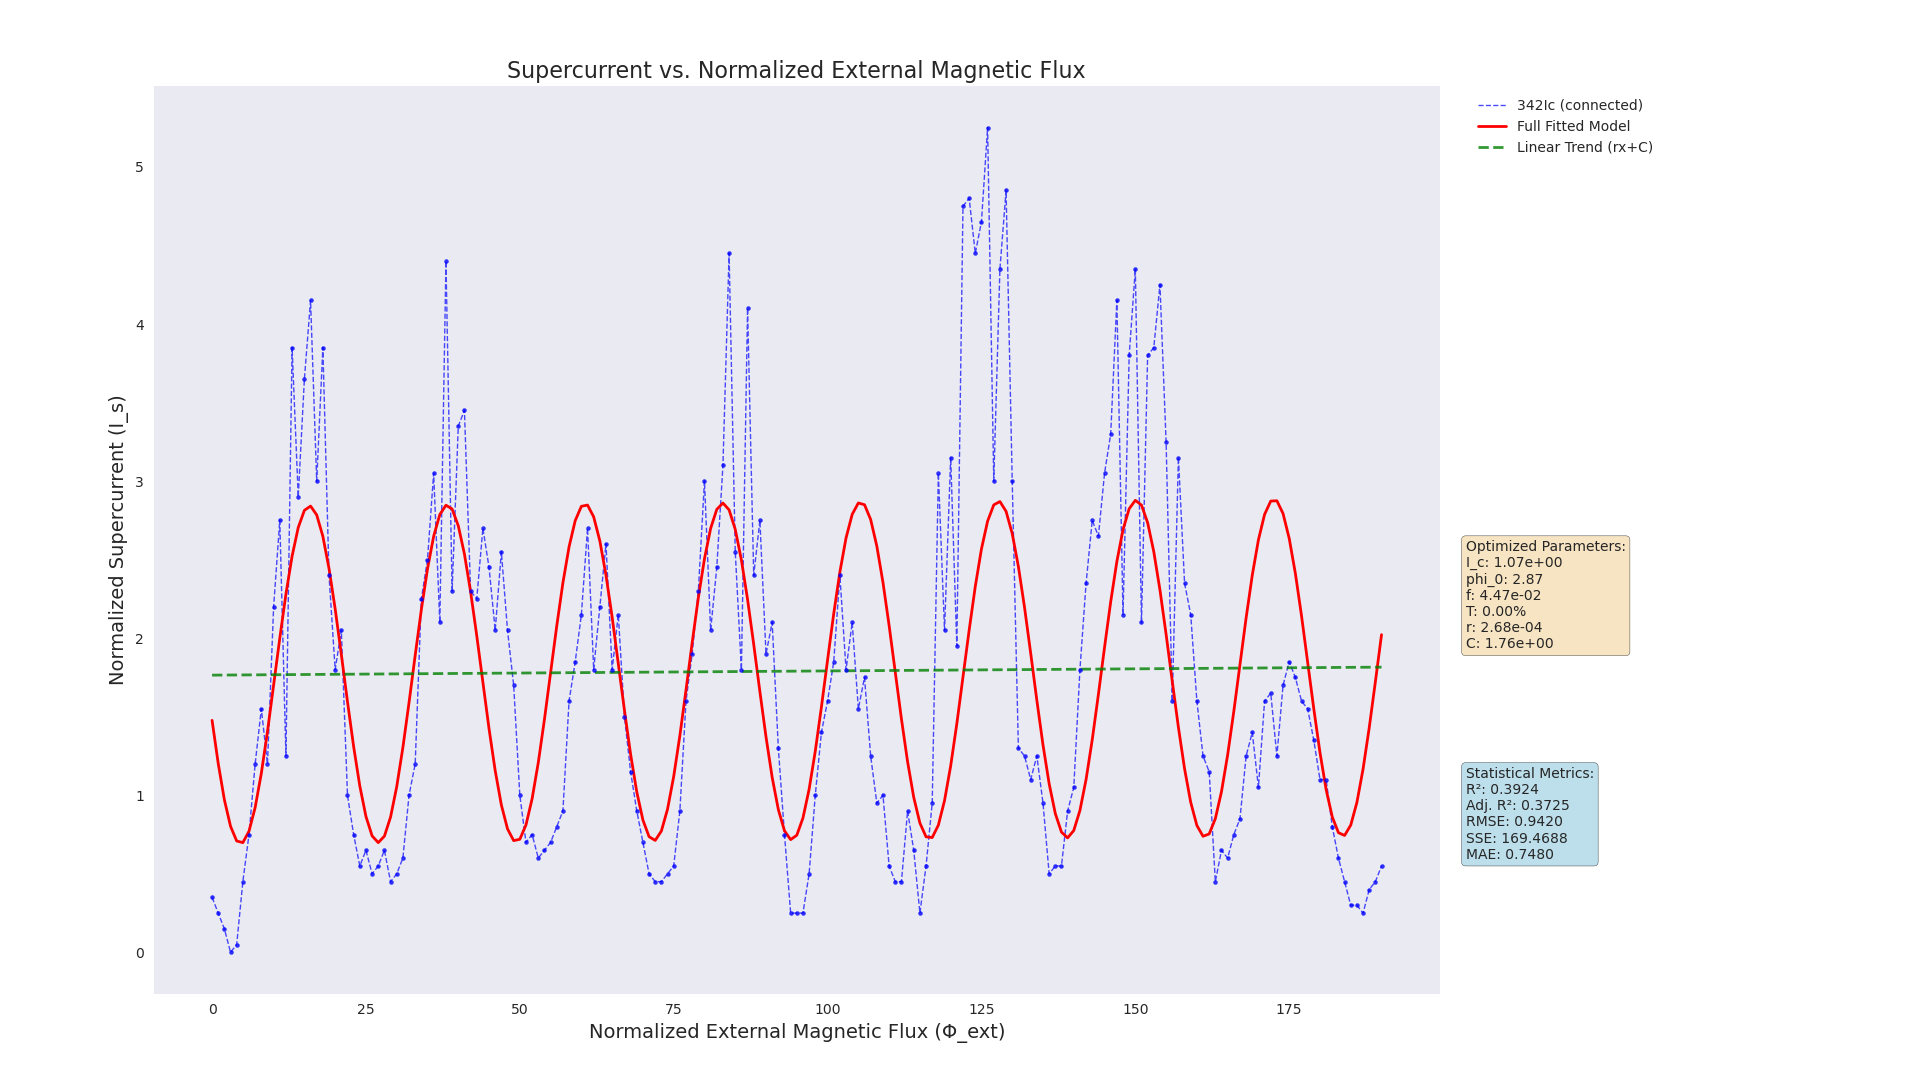 Supercurrent vs. Normalized External Magnetic Flux
342Ic (connected)
Full Fitted Model
Linear Trend (rx+C)
Normalized Supercurrent (I_s)
5
4
3
2
1
0
0 25 50 75 100 125 150 175
Normalized External Magnetic Flux (Φ_ext)
Optimized Parameters:
I_c: 1.07e+00
phi_0: 2.87
f: 4.47e-02
T: 0.00%
r: 2.68e-04
C: 1.76e+00
Statistical Metrics:
R²: 0.3924
Adj. R²: 0.3725
RMSE: 0.9420
SSE: 169.4688
MAE: 0.7480